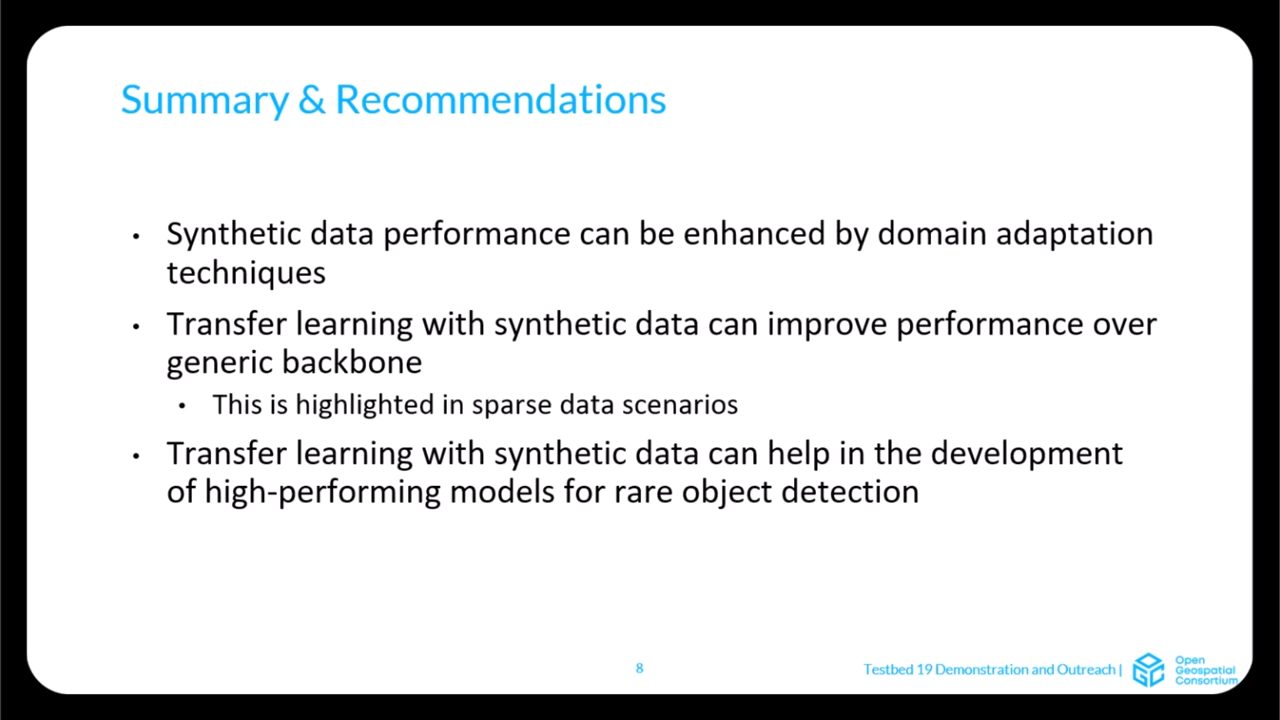 Summary & Recommendations
• Synthetic data performance can be enhanced by domain adaptation
techniques
• Transfer learning with synthetic data can improve performance over
generic backbone
• This is highlighted in sparse data scenarios
• Transfer learning with synthetic data can help in the development
of high-performing models for rare object detection
8
Testbed 19 Demonstration and Outreach |
Open
Geospatial
Consortium